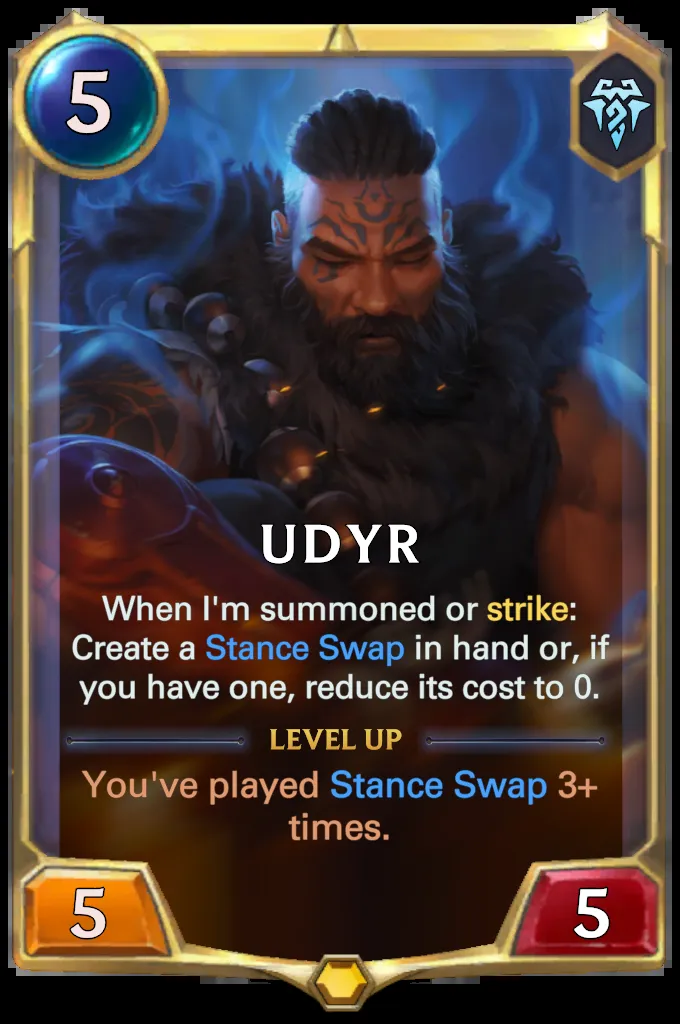 5
UDYR
When I'm summoned or strike:
Create a Stance Swap in hand or, if
you have one, reduce its cost to 0.
LEVEL UP
You've played Stance Swap 3+
times.
5
5